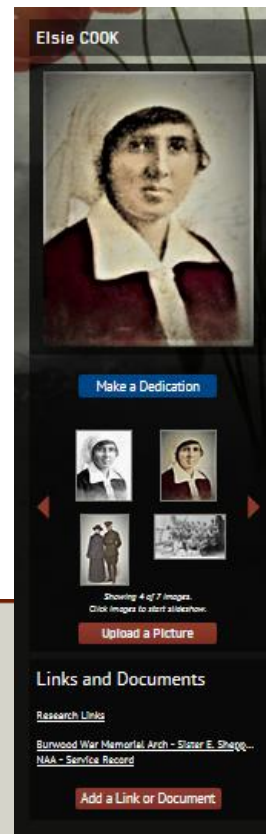 Elsie COOK
Make a Dedication
Showing 4 of 7 images.
Click images to start slideshow.
Upload a Picture
Links and Documents
Research Links
Burwood War Memorial Arch - Sister E. Shepp...
NAA - Service Record
Add a Link or Document